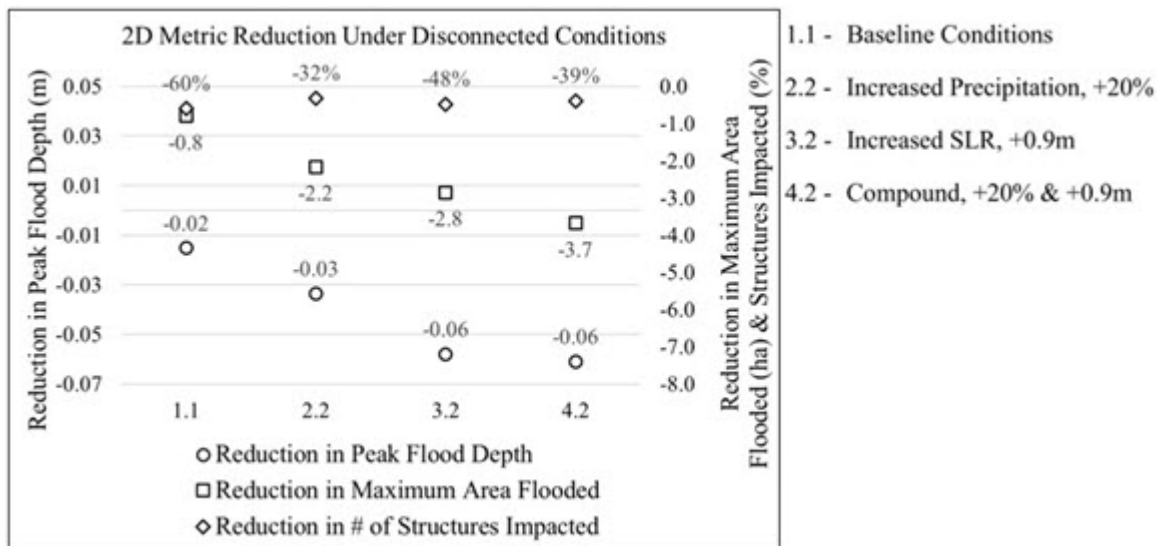 2D Metric Reduction Under Disconnected Conditions
Reduction in Peak Flood Depth (m)
0.05
0.03
0.01
-0.01
-0.03
-0.05
-0.07
-60%
-32%
-48%
-39%
-0.8
-2.2
-2.8
-3.7
-0.02
-0.03
-0.06
-0.06
0.0
-1.0
-2.0
-3.0
-4.0
-5.0
-6.0
-7.0
-8.0
Reduction in Maximum Area
Flooded (ha) & Structures Impacted (%)
1.1
2.2
3.2
4.2
Reduction in Peak Flood Depth
Reduction in Maximum Area Flooded
Reduction in # of Structures Impacted
1.1 - Baseline Conditions
2.2 - Increased Precipitation, +20%
3.2 - Increased SLR, +0.9m
4.2 - Compound, +20% & +0.9m